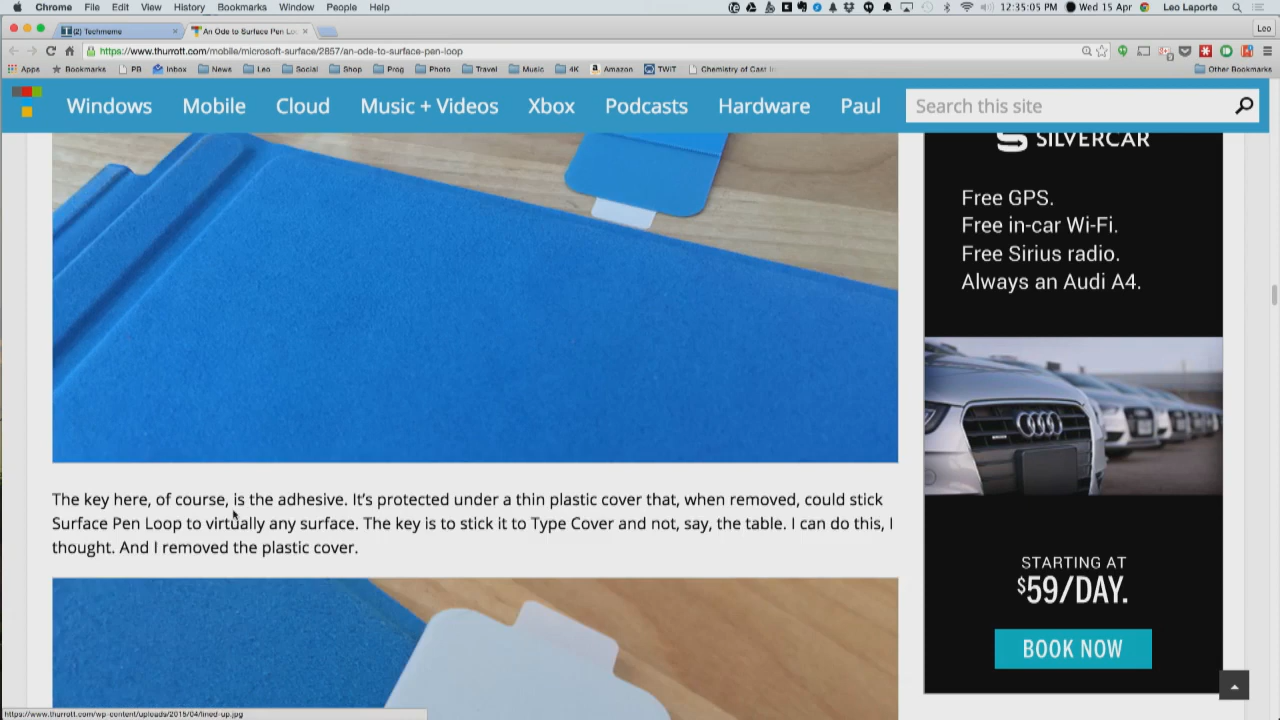 Chrome File Edit View History Bookmarks Window People Help
12:35:05 PM Wed 15 Apr Leo Laporte
(2) Techmeme
An Ode to Surface Pen Lo
Leo
https://www.thurrott.com/mobile/microsoft-surface/2857/an-ode-to-surface-pen-loop
Apps Bookmarks PB Inbox News Leo Social Shop Prog Photo Travel Music 4K Amazon TWiT Chemistry of Cast Ir Other Bookmarks
Windows Mobile Cloud Music + Videos Xbox Podcasts Hardware Paul
Search this site
SILVERCAR
Free GPS.
Free in-car Wi-Fi.
Free Sirius radio.
Always an Audi A4.
The key here, of course, is the adhesive. It's protected under a thin plastic cover that, when removed, could stick
Surface Pen Loop to virtually any surface. The key is to stick it to Type Cover and not, say, the table. I can do this, I
thought. And I removed the plastic cover.
STARTING AT
$59/DAY.
BOOK NOW
https://www.thurrott.com/wp-content/uploads/2015/04/lined-up.jpg